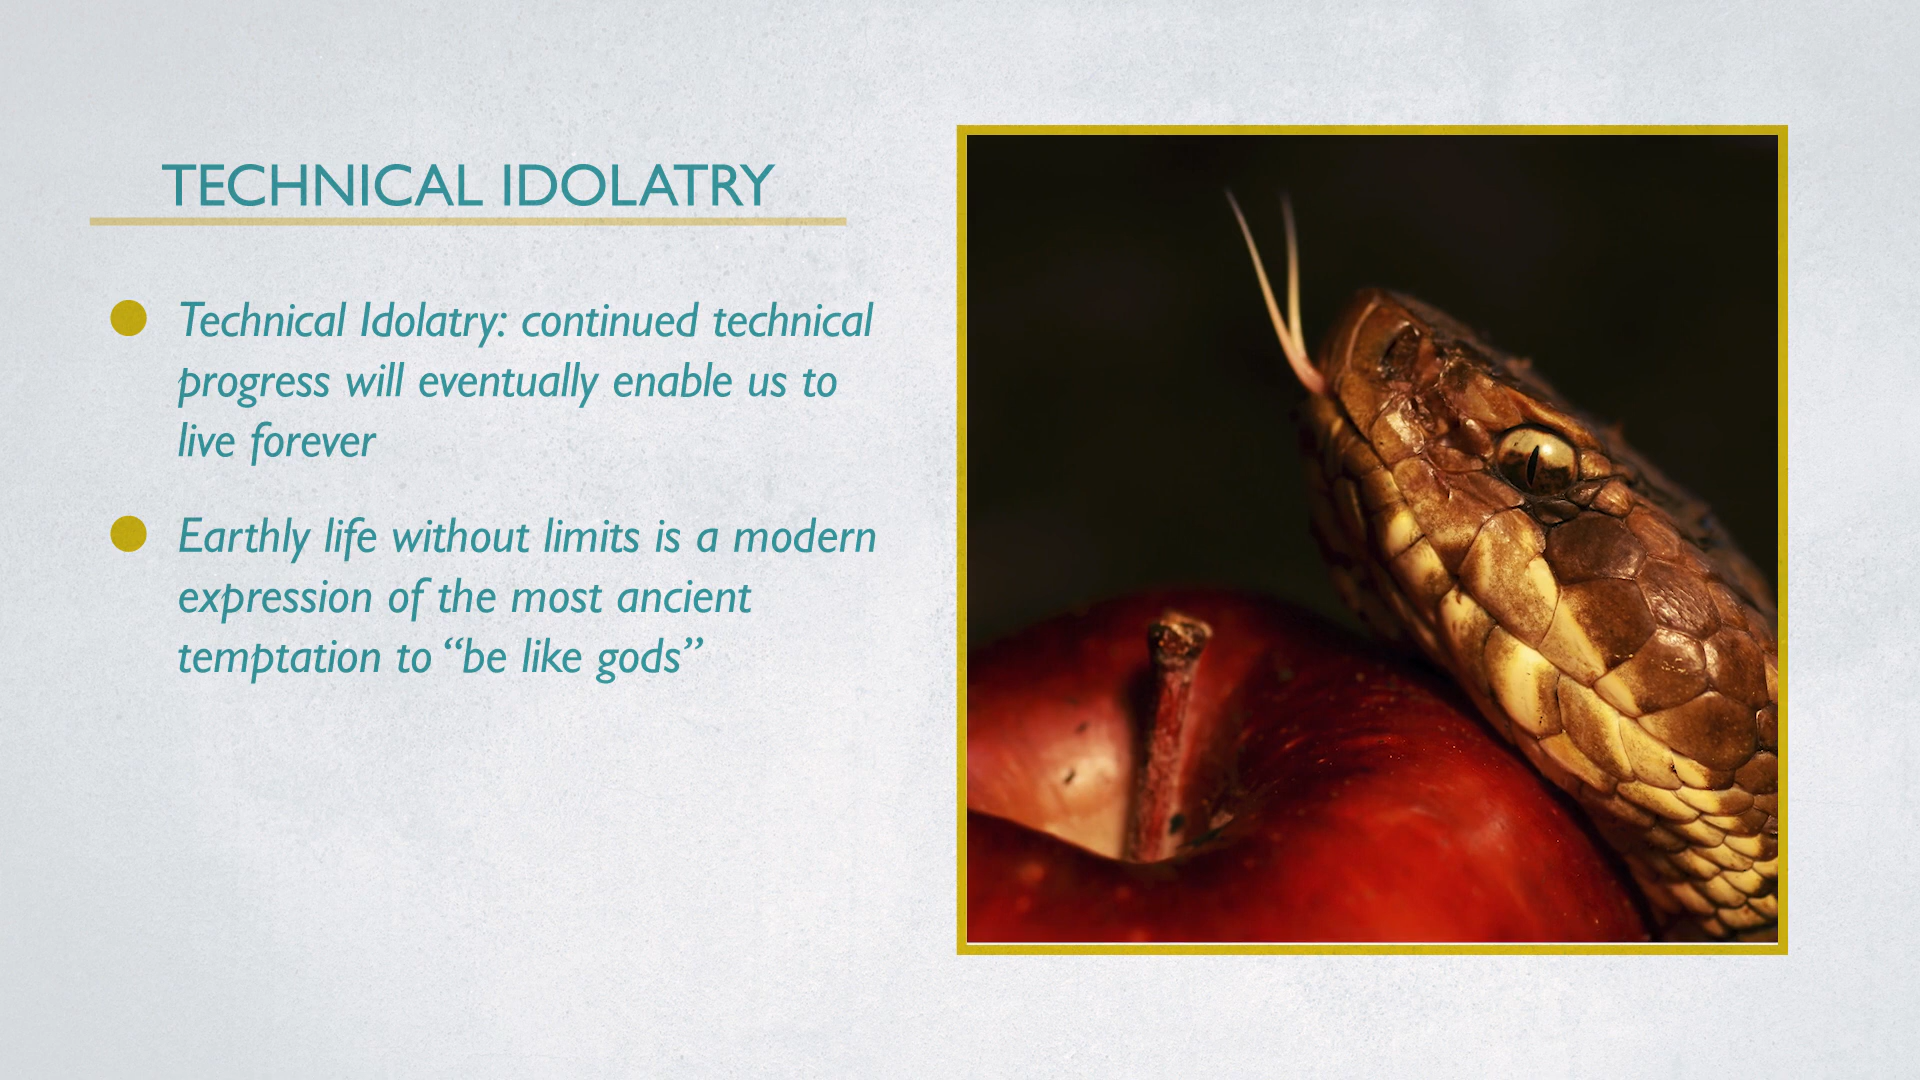 TECHNICAL IDOLATRY
Technical Idolatry: continued technical
progress will eventually enable us to
live forever
Earthly life without limits is a modern
expression of the most ancient
temptation to “be like gods”